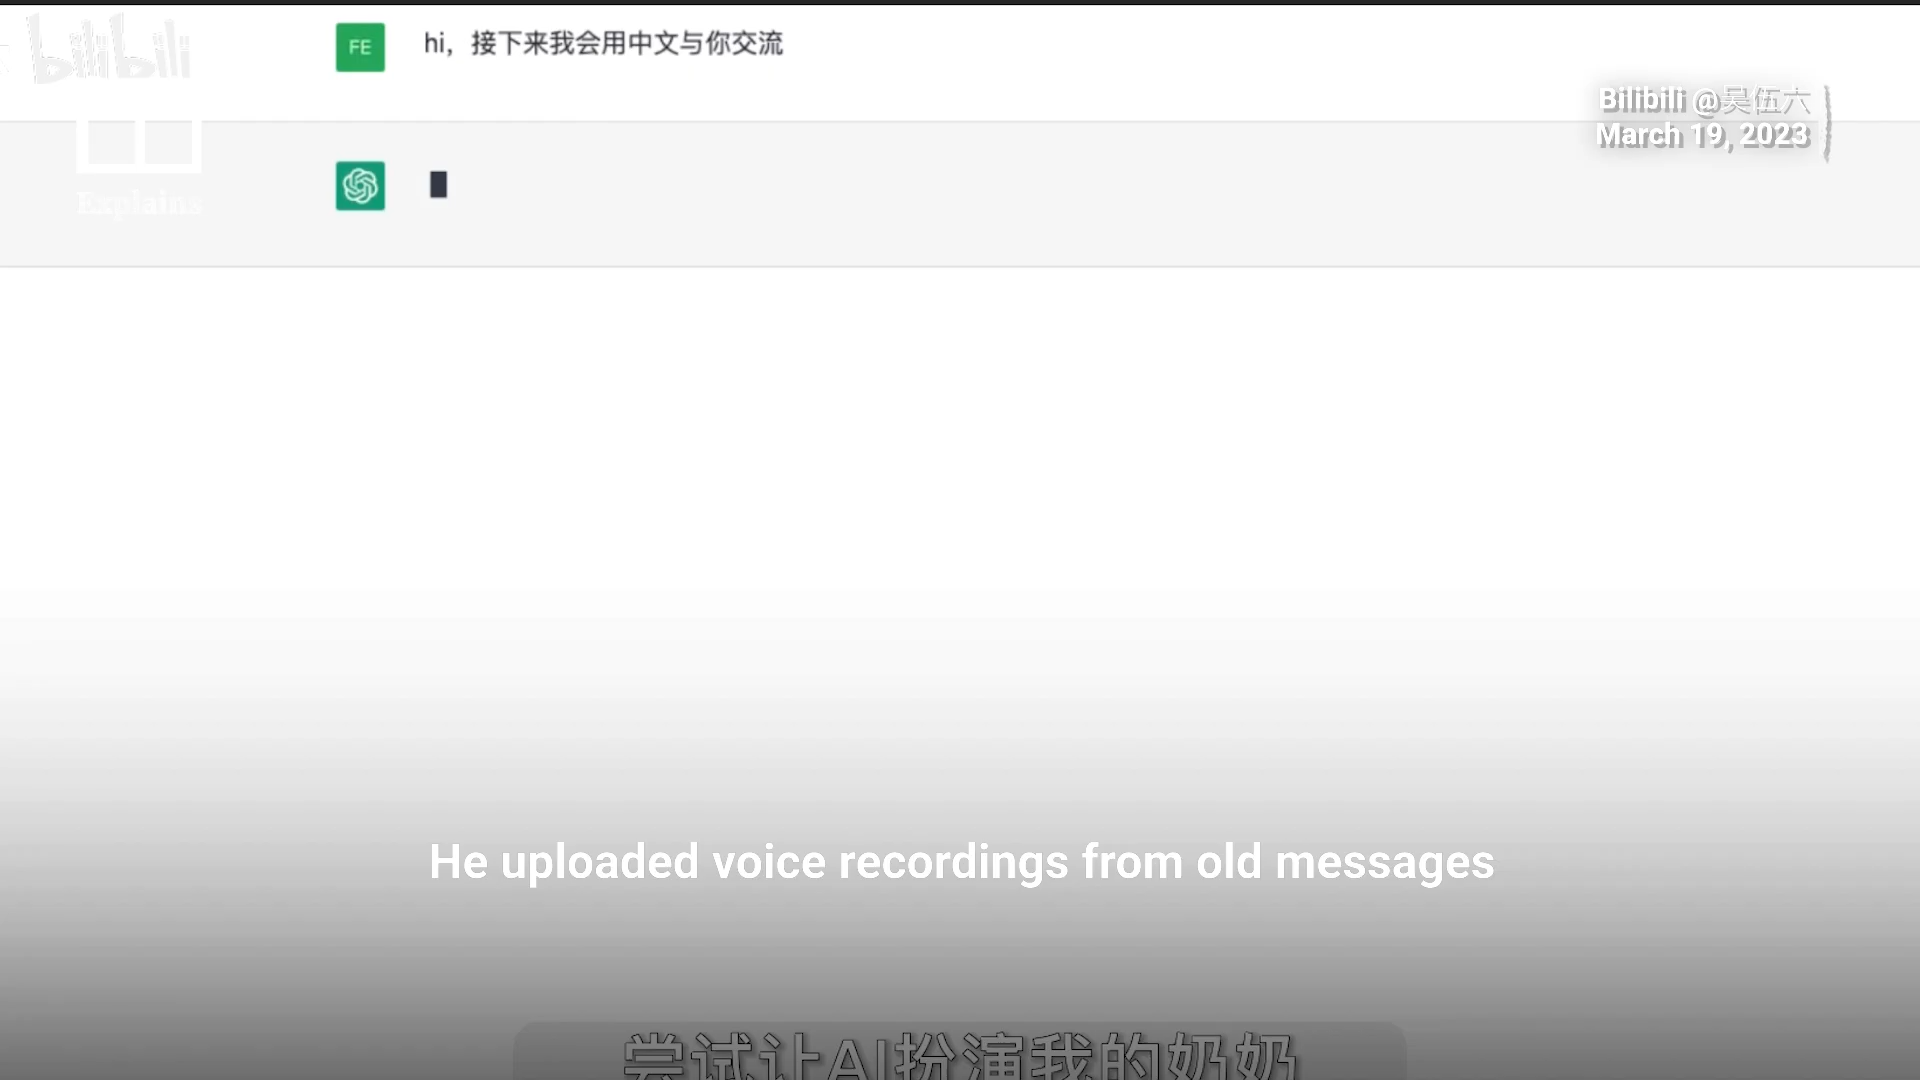 bilibili
FE
hi，接下来我会用中文与你交流
Bilibili @吴伍六
March 19, 2023
Explains
He uploaded voice recordings from old messages
尝试让AI扮演我的奶奶